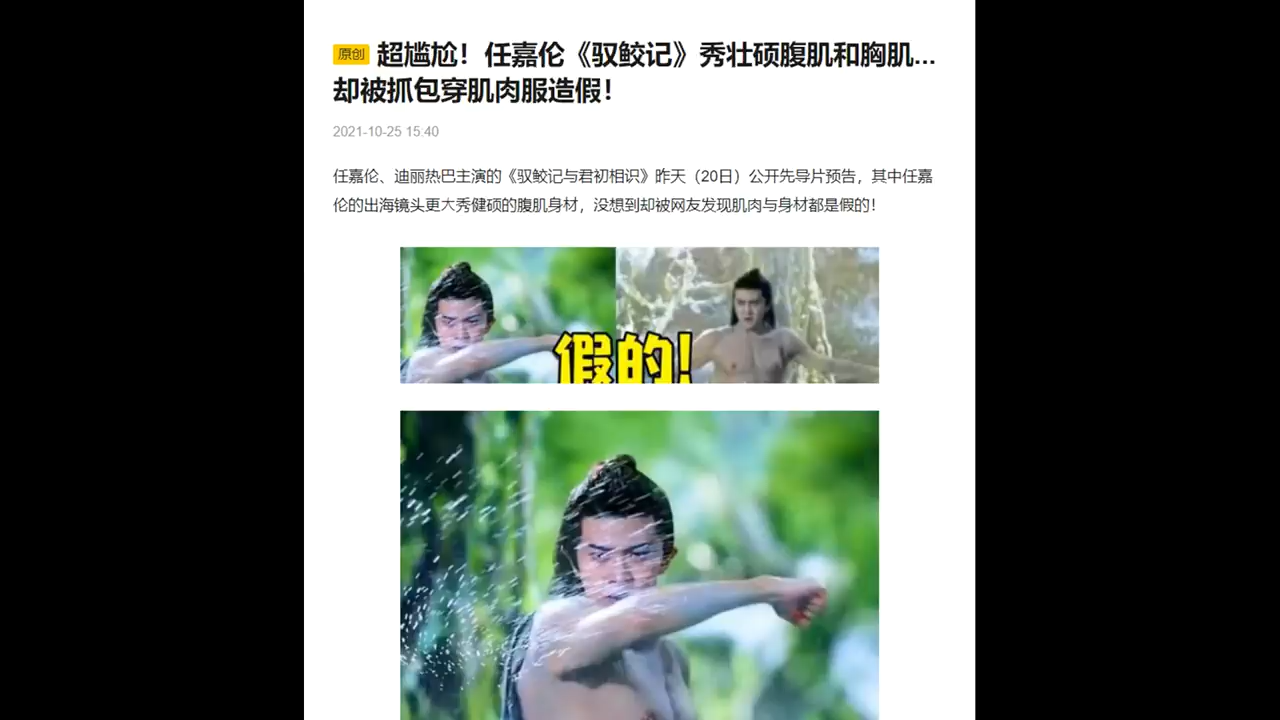 原创 超尴尬！任嘉伦《驭鲛记》秀壮硕腹肌和胸肌...
却被抓包穿肌肉服造假！
2021-10-25 15:40
任嘉伦、迪丽热巴主演的《驭鲛记与君初相识》昨天（20日）公开先导片预告，其中任嘉
伦的出海镜头更大秀健硕的腹肌身材，没想到却被网友发现肌肉与身材都是假的！
假的！